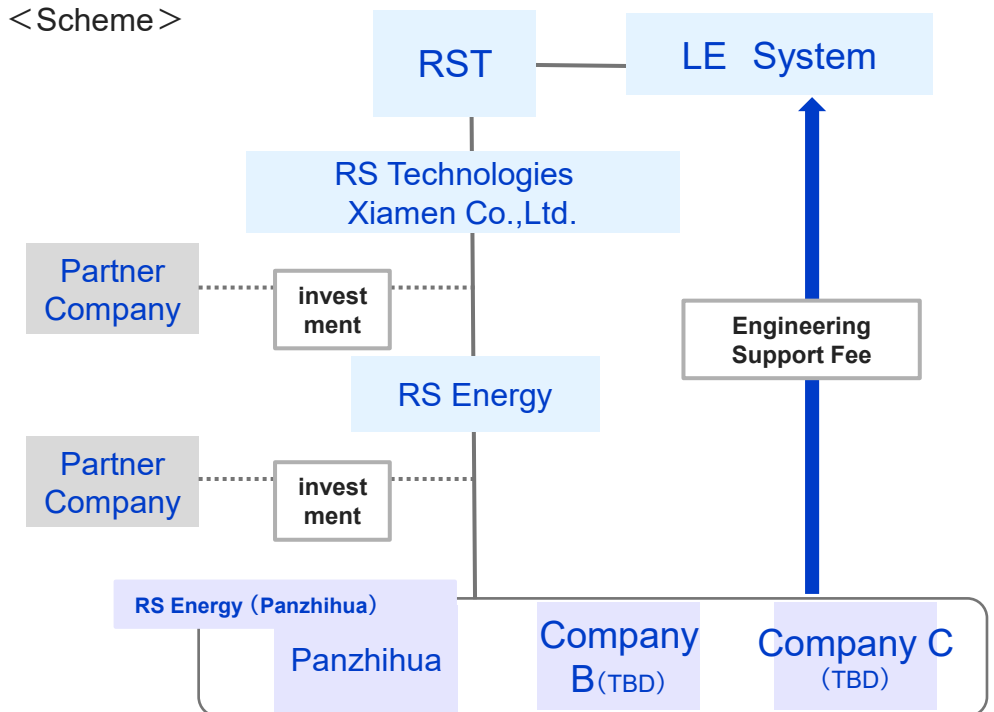 ＜Scheme＞
RST
LE System
RS Technologies
Xiamen Co.,Ltd.
Partner
Company
invest
ment
Engineering
Support Fee
RS Energy
Partner
Company
invest
ment
RS Energy（Panzhihua）
Panzhihua
Company
B（TBD）
Company C
（TBD）